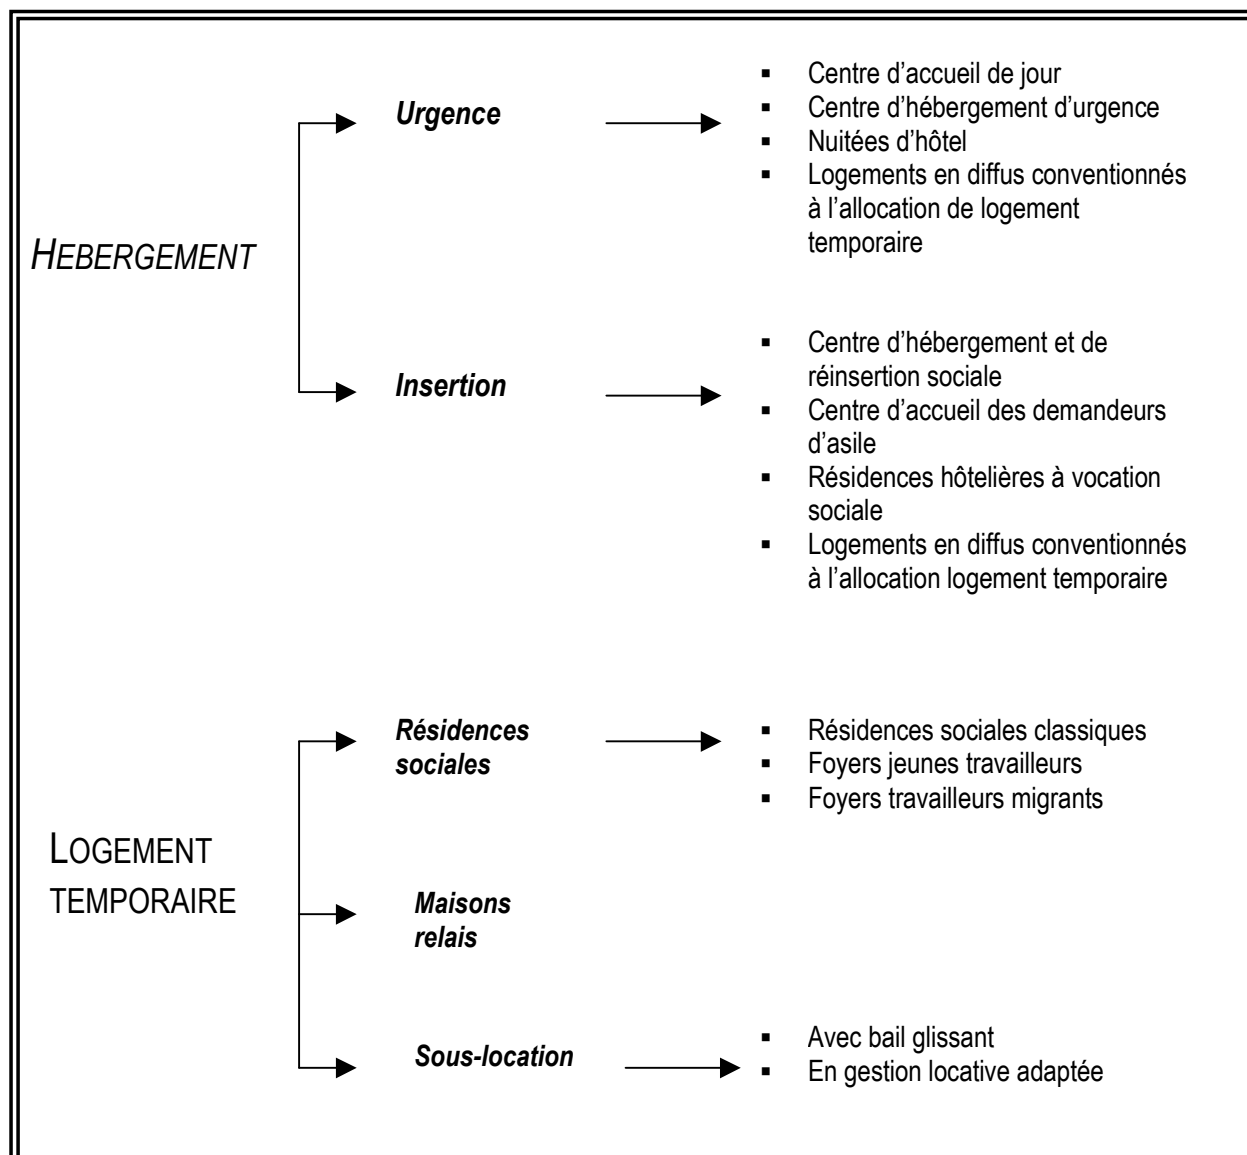 Urgence
▪ Centre d’accueil de jour
▪ Centre d’hébergement d’urgence
▪ Nuitées d’hôtel
▪ Logements en diffus conventionnés
à l’allocation de logement
temporaire
HEBERGEMENT
Insertion
▪ Centre d’hébergement et de
réinsertion sociale
▪ Centre d’accueil des demandeurs
d’asile
▪ Résidences hôtelières à vocation
sociale
▪ Logements en diffus conventionnés
à l’allocation logement temporaire
Résidences
sociales
▪ Résidences sociales classiques
▪ Foyers jeunes travailleurs
▪ Foyers travailleurs migrants
LOGEMENT
TEMPORAIRE
Maisons
relais
Sous-location
▪ Avec bail glissant
▪ En gestion locative adaptée